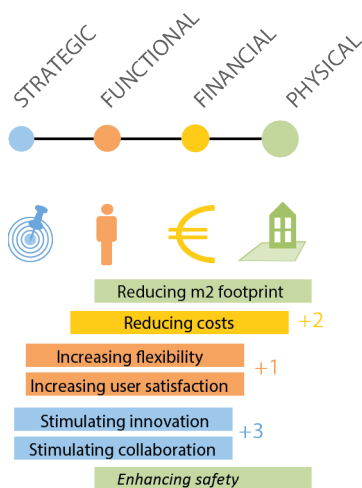 STRATEGIC
FUNCTIONAL
FINANCIAL
PHYSICAL
Reducing m2 footprint
Reducing costs
+2
Increasing flexibility
+1
Increasing user satisfaction
Stimulating innovation
+3
Stimulating collaboration
Enhancing safety